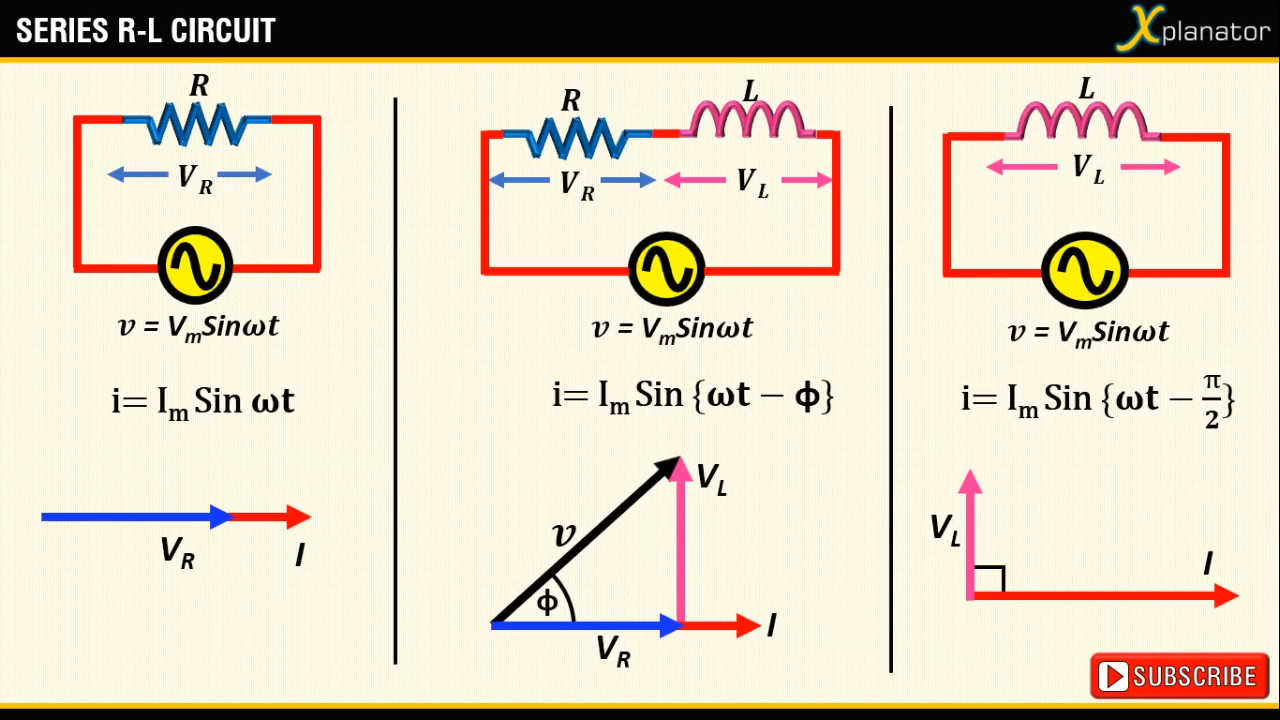 SERIES R-L CIRCUIT
Xplanator
R
V_R
v = V_mSinωt
i= I_m Sin ωt
V_R
I
R
L
V_R
V_L
v = V_mSinωt
i= I_m Sin {ωt − ϕ}
V_L
v
ϕ
I
V_R
L
V_L
v = V_mSinωt
i= I_m Sin {ωt − π/2}
V_L
I
SUBSCRIBE